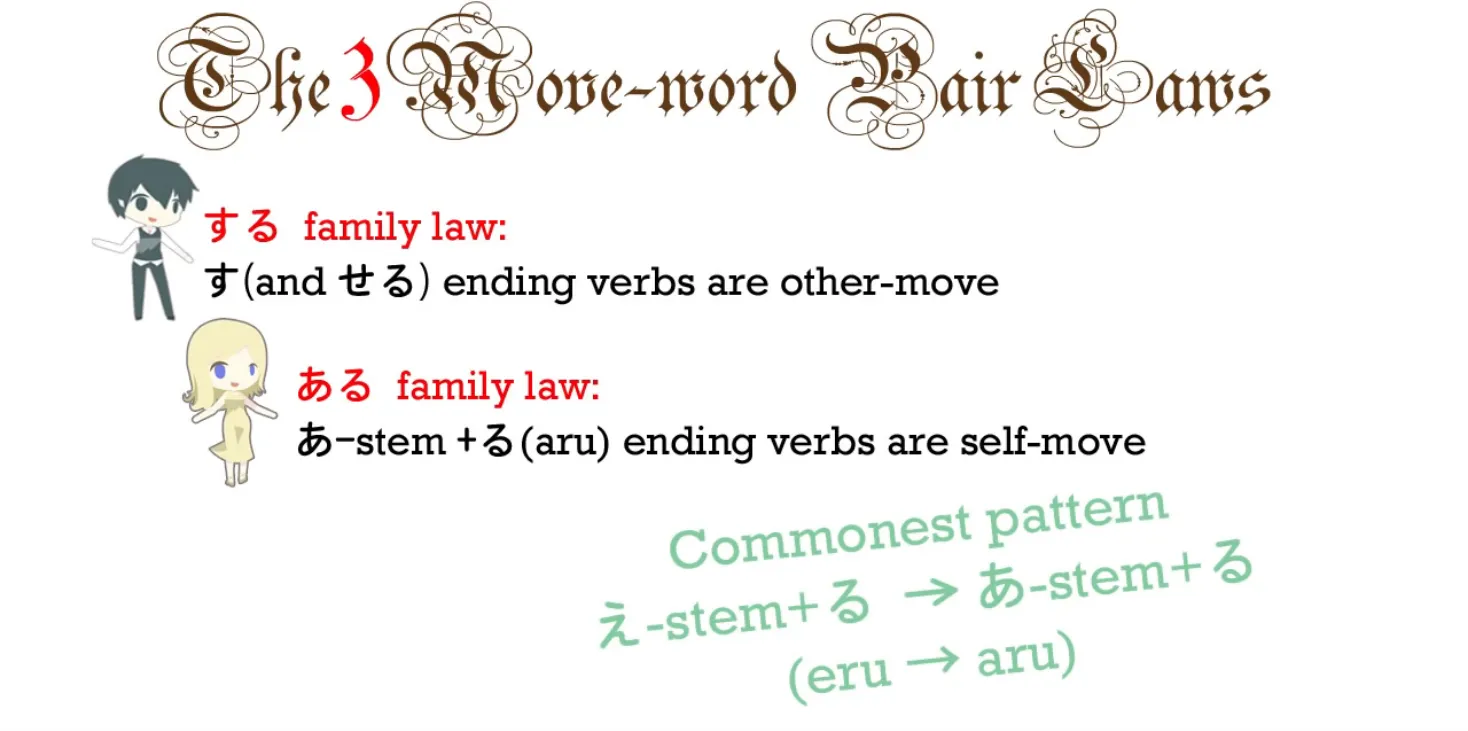 The 3 Move-word Pair Laws
する family law:
す(and せる) ending verbs are other-move
ある family law:
あ-stem +る(aru) ending verbs are self-move
Commonest pattern
え-stem+る → あ-stem+る
(eru → aru)